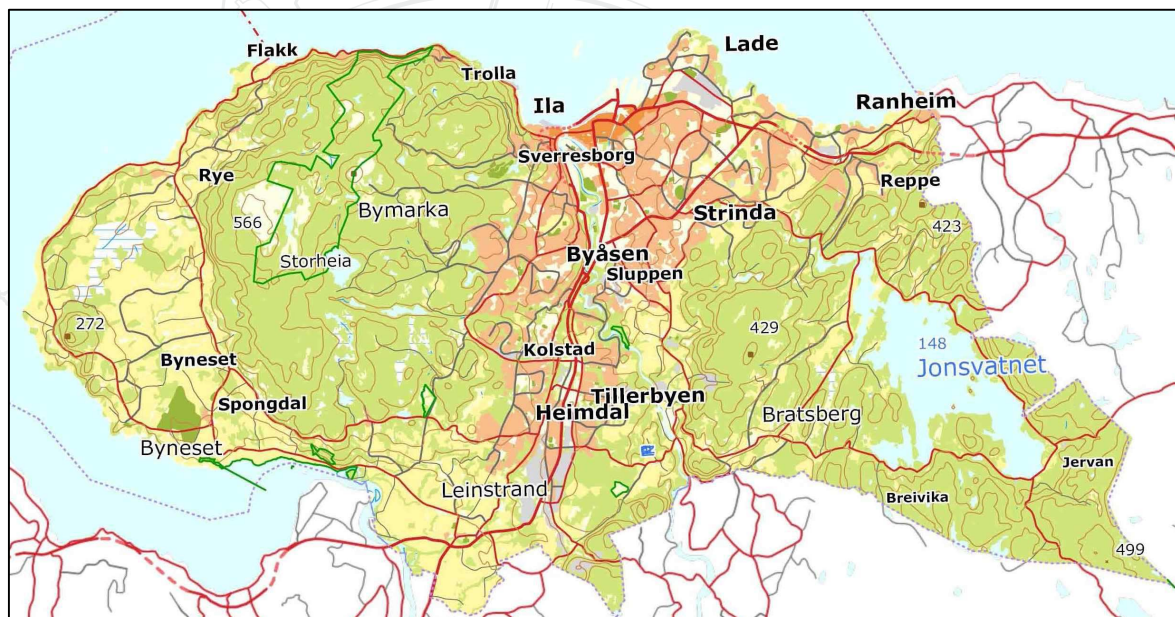 Lade
Flakk
Trolla
Ila
Ranheim
Sverresborg
Rye
Reppe
Bymarka
Strinda
566
423
Byåsen
Storheia
Sluppen
272
429
148
Kolstad
Byneset
Jonsvatnet
Tillerbyen
Spongdal
Heimdal
Bratsberg
Byneset
Jervan
Leinstrand
Breivika
499